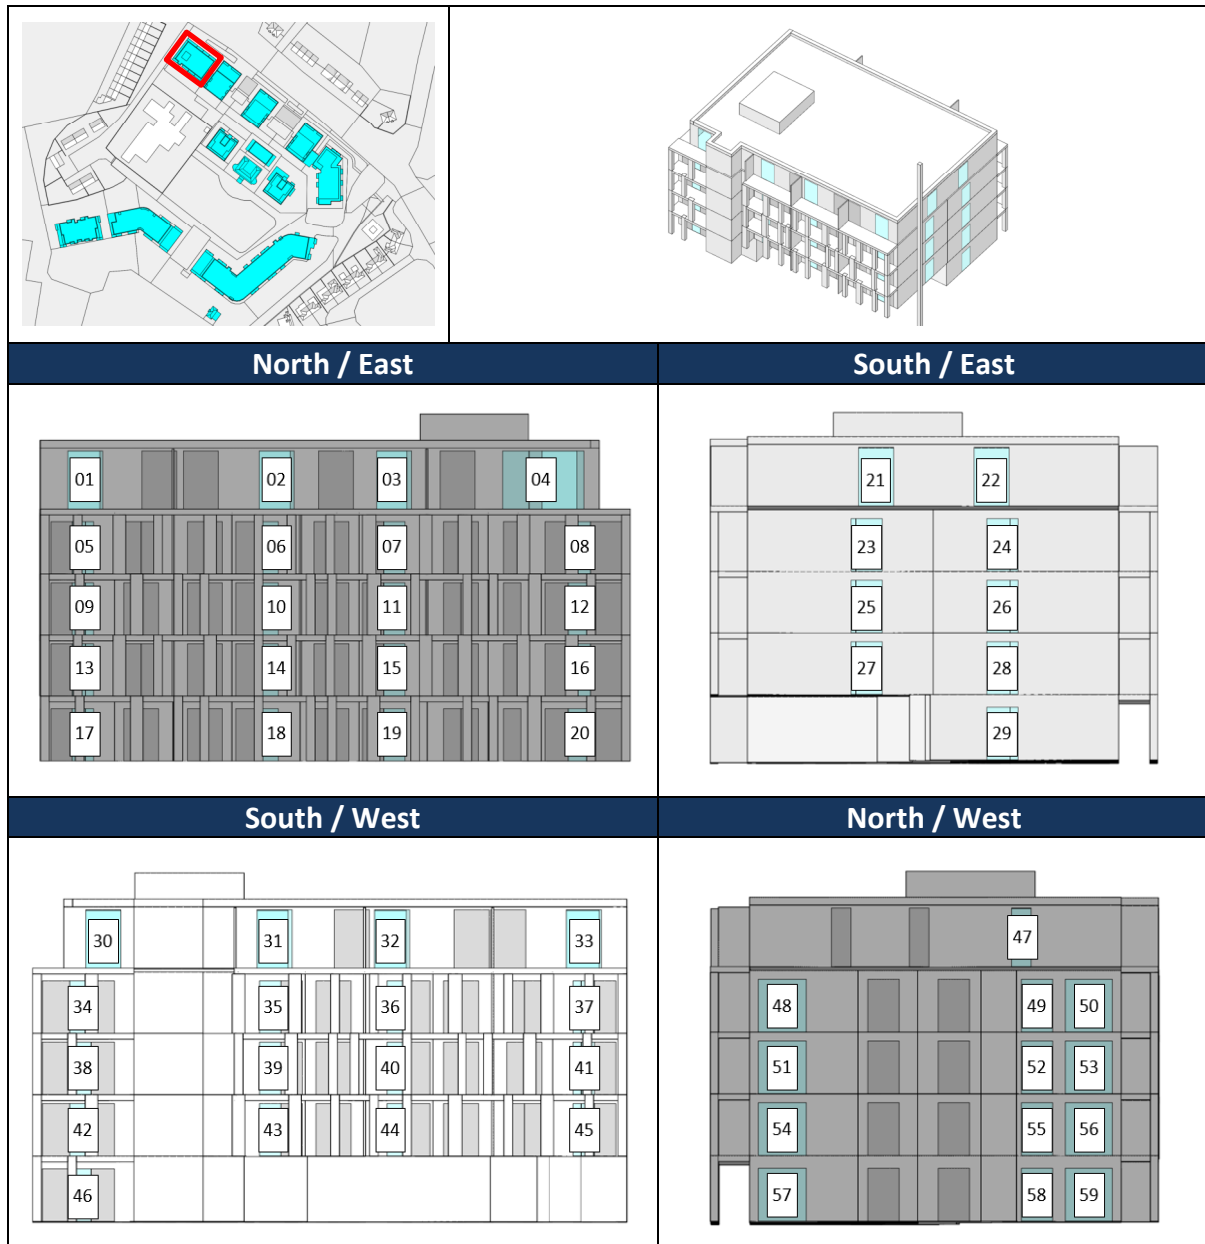 North / East
South / East
01 02 03 04
05 06 07 08
09 10 11 12
13 14 15 16
17 18 19 20
21 22
23 24
25 26
27 28
29
South / West
North / West
30 31 32 33
34 35 36 37
38 39 40 41
42 43 44 45
46
47
48 49 50
51 52 53
54 55 56
57 58 59